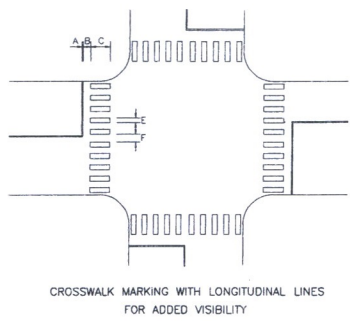 A B C
E
F
CROSSWALK MARKING WITH LONGITUDINAL LINES
FOR ADDED VISIBILITY